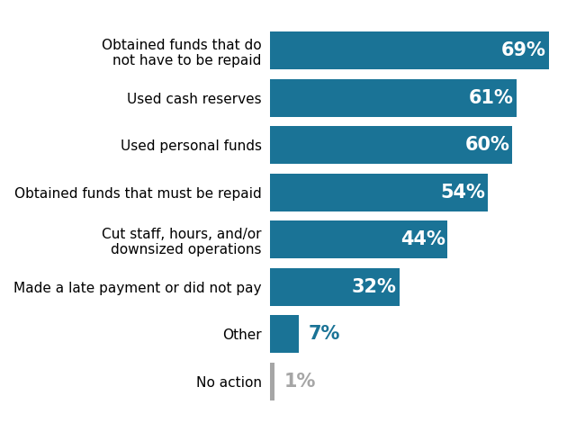 Obtained funds that do
not have to be repaid
69%
Used cash reserves
61%
Used personal funds
60%
Obtained funds that must be repaid
54%
Cut staff, hours, and/or
downsized operations
44%
Made a late payment or did not pay
32%
Other
7%
No action
1%